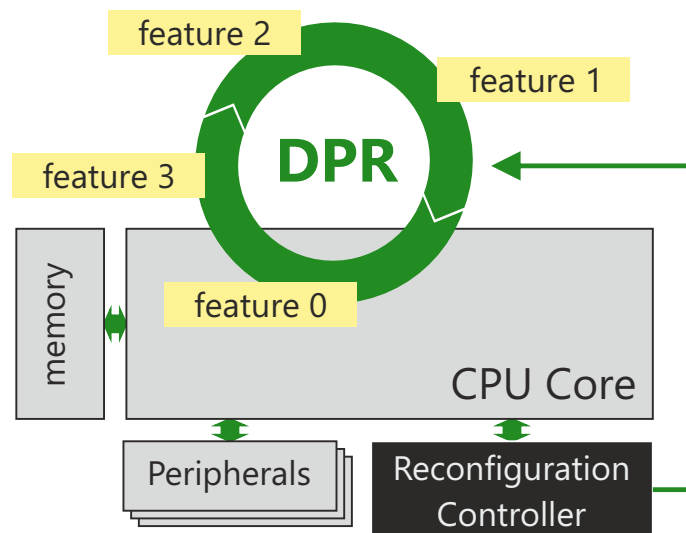 feature 2
feature 1
DPR
feature 3
feature 0
memory
CPU Core
Peripherals
Reconfiguration
Controller